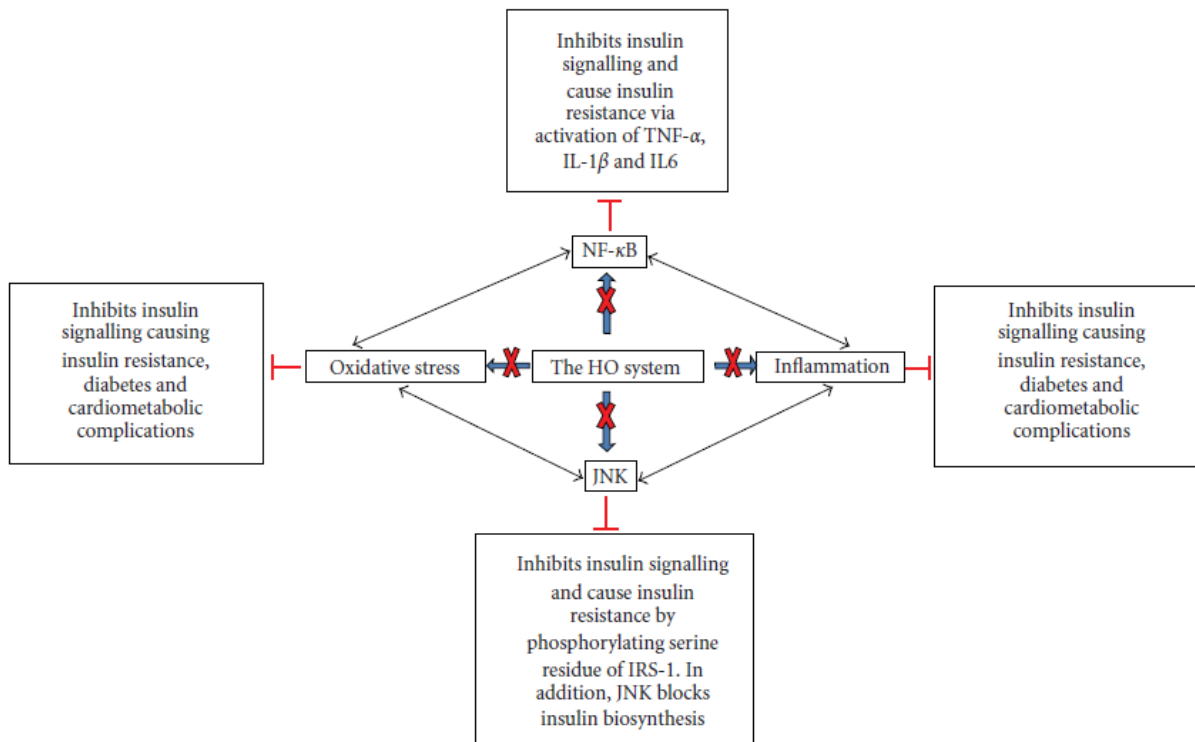 Inhibits insulin
signalling and
cause insulin
resistance via
activation of TNF-α,
IL-1β and IL6
NF-κB
Inhibits insulin
signalling causing
insulin resistance,
diabetes and
cardiometabolic
complications
Oxidative stress
The HO system
Inflammation
Inhibits insulin
signalling causing
insulin resistance,
diabetes and
cardiometabolic
complications
JNK
Inhibits insulin signalling
and cause insulin
resistance by
phosphorylating serine
residue of IRS-1. In
addition, JNK blocks
insulin biosynthesis